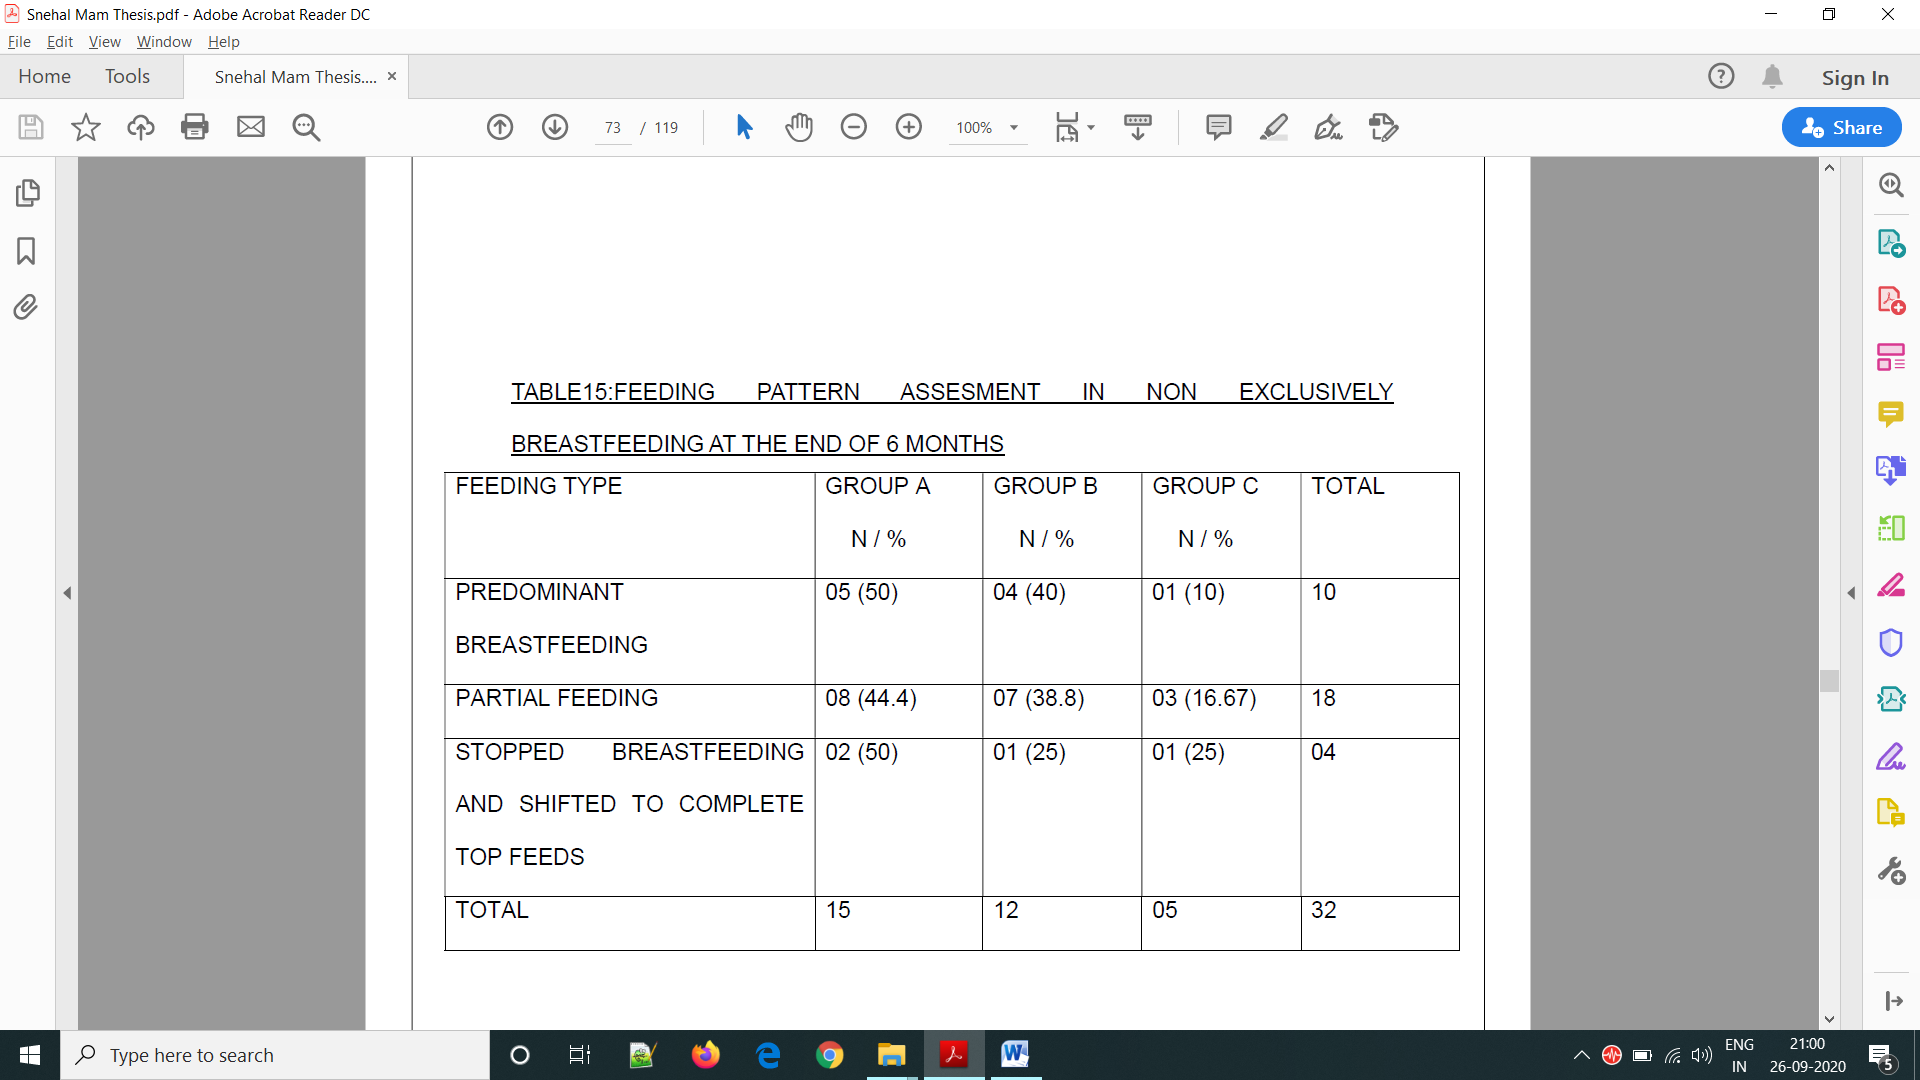 Snehal Mam Thesis.pdf - Adobe Acrobat Reader DC
File Edit View Window Help
Home Tools Snehal Mam Thesis.... × Sign In
73 / 119 100% Share
TABLE15:FEEDING PATTERN ASSESMENT IN NON EXCLUSIVELY
BREASTFEEDING AT THE END OF 6 MONTHS
FEEDING TYPE GROUP A GROUP B GROUP C TOTAL
N / % N / % N / %
PREDOMINANT 05 (50) 04 (40) 01 (10) 10
BREASTFEEDING
PARTIAL FEEDING 08 (44.4) 07 (38.8) 03 (16.67) 18
STOPPED BREASTFEEDING 02 (50) 01 (25) 01 (25) 04
AND SHIFTED TO COMPLETE
TOP FEEDS
TOTAL 15 12 05 32
Type here to search
ENG 21:00
IN 26-09-2020 5